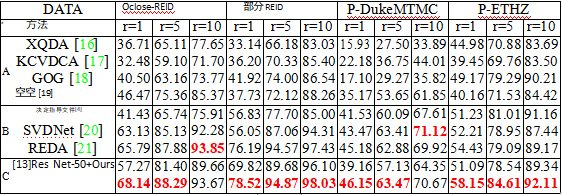 DATA Oclose-REID 部分 REID P-DukeMTMC P-ETHZ
方法 r=1 r=5 r=10 r=1 r=5 r=10 r=1 r=5 r=10 r=1 r=5 r=10
A
XQDA [16] 36.71 65.11 77.65 33.14 66.18 83.03 15.93 27.50 33.89 44.98 70.88 83.69
KCVDCA [17] 32.48 59.10 71.70 36.20 70.33 85.40 22.18 36.75 44.01 39.45 69.76 83.50
GOG [18] 40.50 63.16 73.77 41.92 74.00 86.54 17.10 29.27 35.82 49.17 79.29 90.21
空空 [19] 46.47 75.36 85.37 37.73 72.12 88.26 35.17 53.65 61.85 40.16 71.53 84.42
B
41.43 65.74 75.91 56.83 77.70 85.00 41.53 60.09 67.61 51.23 81.01 91.16
SVDNet [20] 63.13 85.13 92.28 56.05 87.06 94.31 43.47 63.41 71.12 52.21 78.95 87.44
REDA [21] 65.79 87.88 93.85 76.19 94.57 97.43 45.18 62.88 69.92 54.43 79.09 89.17
C
[13]Res Net-50+Ours 57.27 81.40 89.66 69.82 89.68 96.10 39.16 57.13 64.35 51.09 78.54 89.34
68.14 88.29 93.67 78.52 94.87 98.03 46.15 63.47 70.67 58.15 84.61 92.11